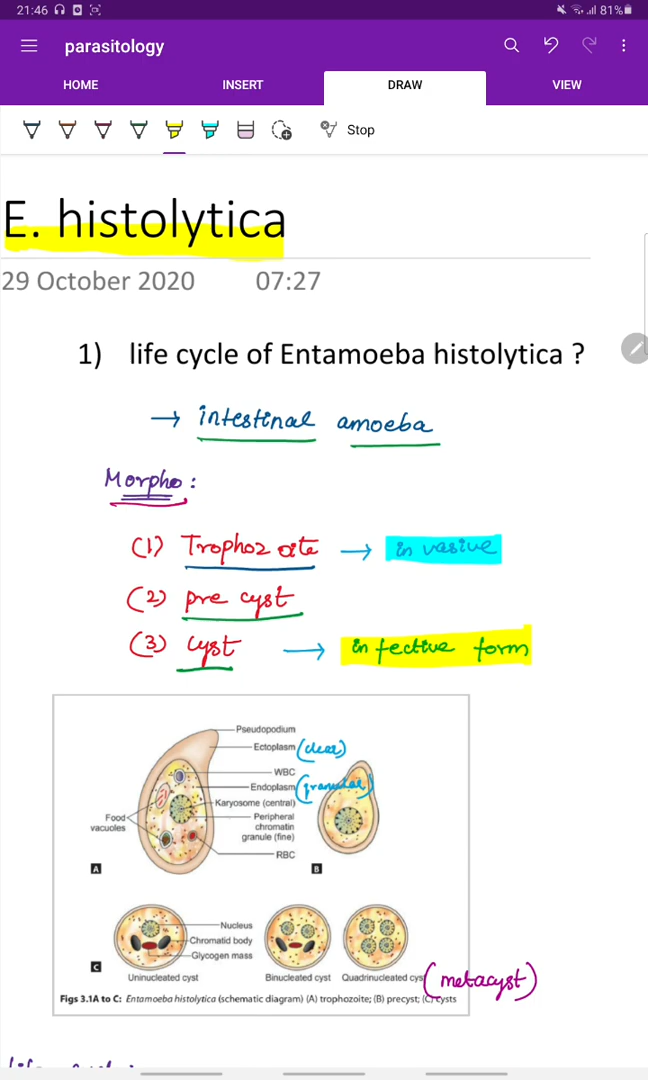 21:46 81%
parasitology
HOME INSERT DRAW VIEW
Stop
E. histolytica
29 October 2020 07:27
1) life cycle of Entamoeba histolytica ?
→ intestinal amoeba
Morpho:
(1) Trophozoite → invasive
(2) pre cyst
(3) cyst → infective form
Pseudopodium
Ectoplasm (clear)
WBC
Endoplasm (granular)
Karyosome (central)
Food vacuoles
Peripheral
chromatin
granule (fine)
RBC
A B
Nucleus
Chromatid body
Glycogen mass
C
Uninucleated cyst Binucleated cyst Quadrinucleated cyst (metacyst)
Figs 3.1A to C: Entamoeba histolytica (schematic diagram) (A) trophozoite; (B) precyst; (C) cysts